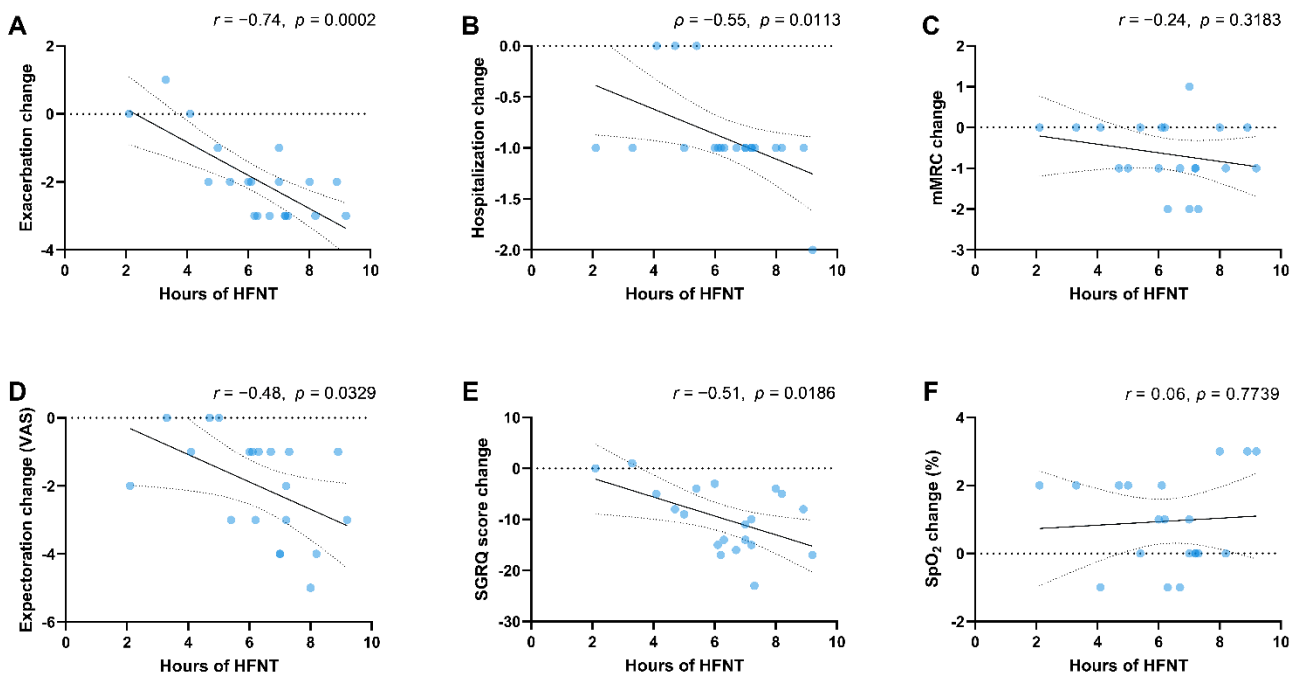 A
r = −0.74, p = 0.0002
Exacerbation change
2
0
-2
-4
0 2 4 6 8 10
Hours of HFNT
B
ρ = −0.55, p = 0.0113
Hospitalization change
0.0
-0.5
-1.0
-1.5
-2.0
0 2 4 6 8 10
Hours of HFNT
C
r = −0.24, p = 0.3183
mMRC change
2
1
0
-1
-2
-3
0 2 4 6 8 10
Hours of HFNT
D
r = −0.48, p = 0.0329
Expectoration change (VAS)
0
-2
-4
-6
0 2 4 6 8 10
Hours of HFNT
E
r = −0.51, p = 0.0186
SGRQ score change
10
0
-10
-20
-30
0 2 4 6 8 10
Hours of HFNT
F
r = 0.06, p = 0.7739
SpO₂ change (%)
4
2
0
-2
0 2 4 6 8 10
Hours of HFNT